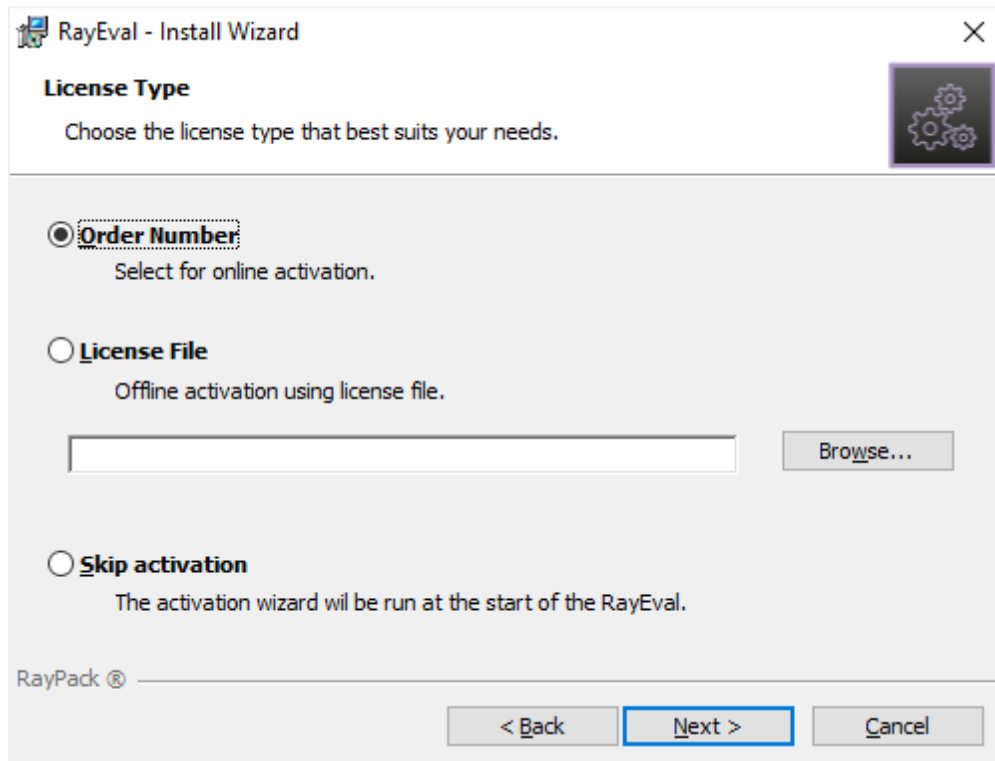 RayEval - Install Wizard
License Type
Choose the license type that best suits your needs.
Order Number
Select for online activation.
License File
Offline activation using license file.
Browse...
Skip activation
The activation wizard wil be run at the start of the RayEval.
RayPack ®
< Back
Next >
Cancel